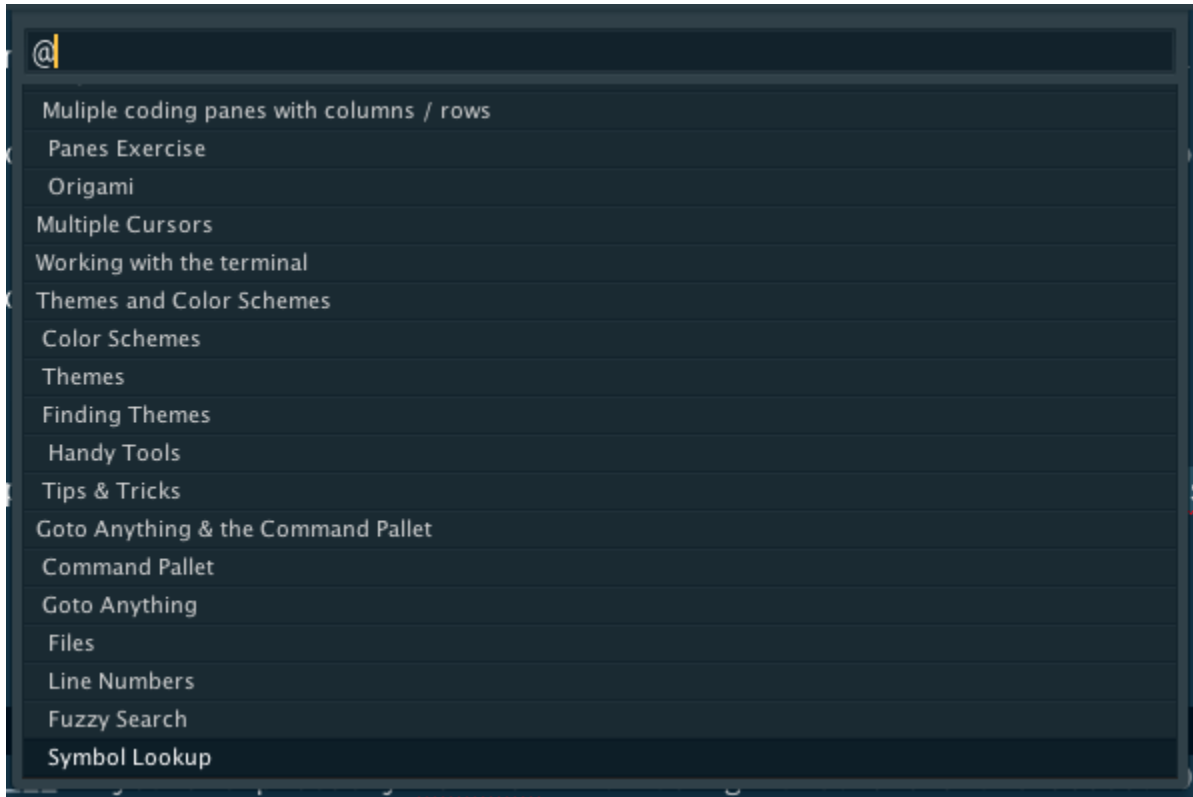 @
Muliple coding panes with columns / rows
Panes Exercise
Origami
Multiple Cursors
Working with the terminal
Themes and Color Schemes
Color Schemes
Themes
Finding Themes
Handy Tools
Tips & Tricks
Goto Anything & the Command Pallet
Command Pallet
Goto Anything
Files
Line Numbers
Fuzzy Search
Symbol Lookup